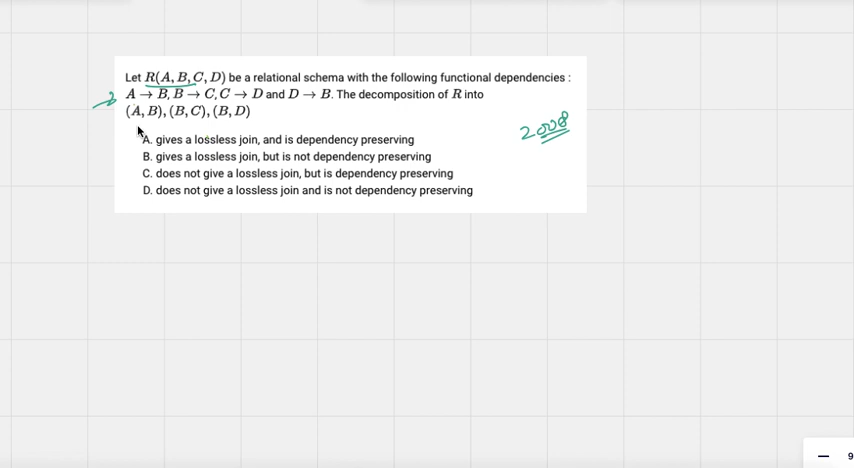 Let R(A, B, C, D) be a relational schema with the following functional dependencies :
A → B, B → C, C → D and D → B. The decomposition of R into
(A, B), (B, C), (B, D)
2008
A. gives a lossless join, and is dependency preserving
B. gives a lossless join, but is not dependency preserving
C. does not give a lossless join, but is dependency preserving
D. does not give a lossless join and is not dependency preserving
9